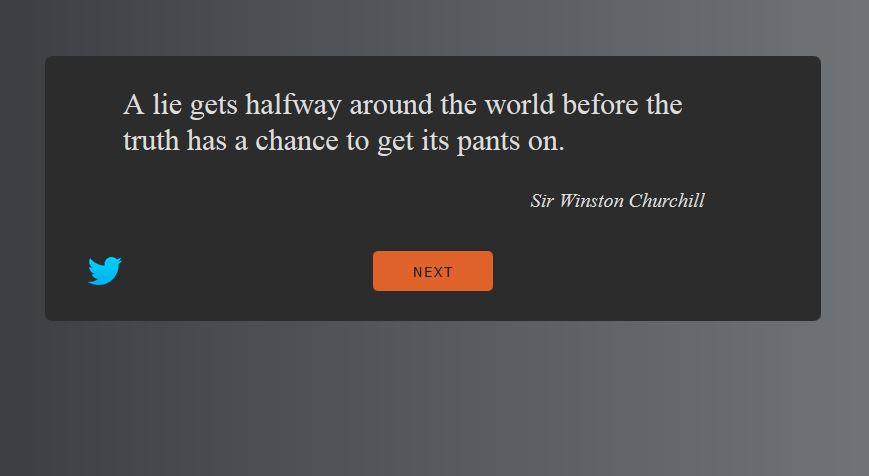 A lie gets halfway around the world before the
truth has a chance to get its pants on.
Sir Winston Churchill
NEXT